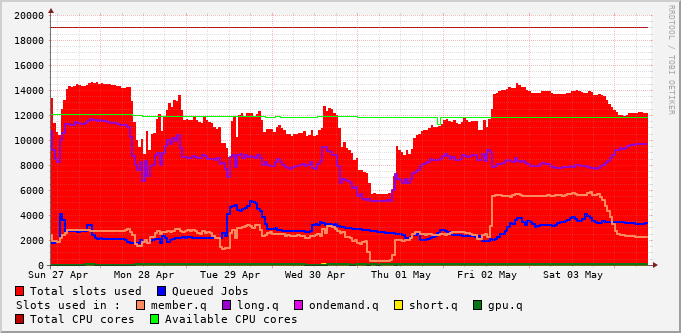 RRDTOOL / TOBI OETIKER
20000
18000
16000
14000
12000
10000
8000
6000
4000
2000
0
Sun 27 Apr Mon 28 Apr Tue 29 Apr Wed 30 Apr Thu 01 May Fri 02 May Sat 03 May
Total slots used Queued Jobs
Slots used in : member.q long.q ondemand.q short.q gpu.q
Total CPU cores Available CPU cores